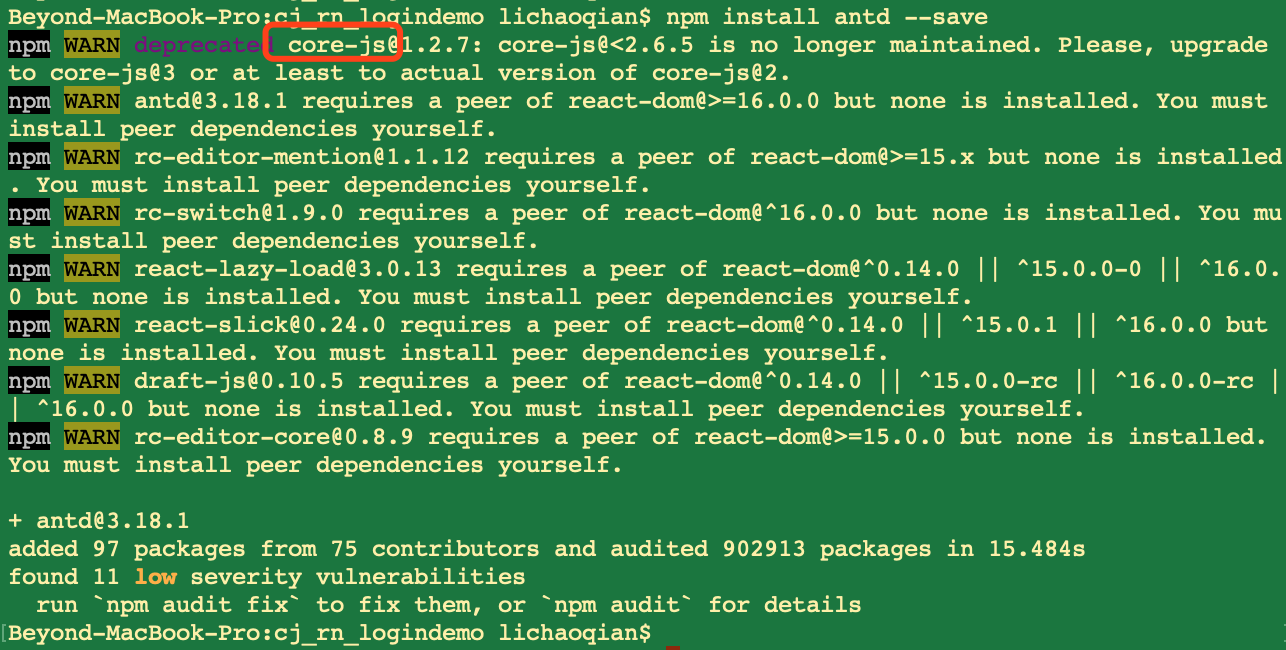 Beyond-MacBook-Pro:cj_rn_logindemo lichaoqian$ npm install antd --save
npm WARN deprecated core-js@1.2.7: core-js@<2.6.5 is no longer maintained. Please, upgrade
to core-js@3 or at least to actual version of core-js@2.
npm WARN antd@3.18.1 requires a peer of react-dom@>=16.0.0 but none is installed. You must
install peer dependencies yourself.
npm WARN rc-editor-mention@1.1.12 requires a peer of react-dom@>=15.x but none is installed
. You must install peer dependencies yourself.
npm WARN rc-switch@1.9.0 requires a peer of react-dom@^16.0.0 but none is installed. You mu
st install peer dependencies yourself.
npm WARN react-lazy-load@3.0.13 requires a peer of react-dom@^0.14.0 || ^15.0.0-0 || ^16.0.
0 but none is installed. You must install peer dependencies yourself.
npm WARN react-slick@0.24.0 requires a peer of react-dom@^0.14.0 || ^15.0.1 || ^16.0.0 but
none is installed. You must install peer dependencies yourself.
npm WARN draft-js@0.10.5 requires a peer of react-dom@^0.14.0 || ^15.0.0-rc || ^16.0.0-rc |
| ^16.0.0 but none is installed. You must install peer dependencies yourself.
npm WARN rc-editor-core@0.8.9 requires a peer of react-dom@>=15.0.0 but none is installed.
You must install peer dependencies yourself.
+ antd@3.18.1
added 97 packages from 75 contributors and audited 902913 packages in 15.484s
found 11 low severity vulnerabilities
run `npm audit fix` to fix them, or `npm audit` for details
Beyond-MacBook-Pro:cj_rn_logindemo lichaoqian$